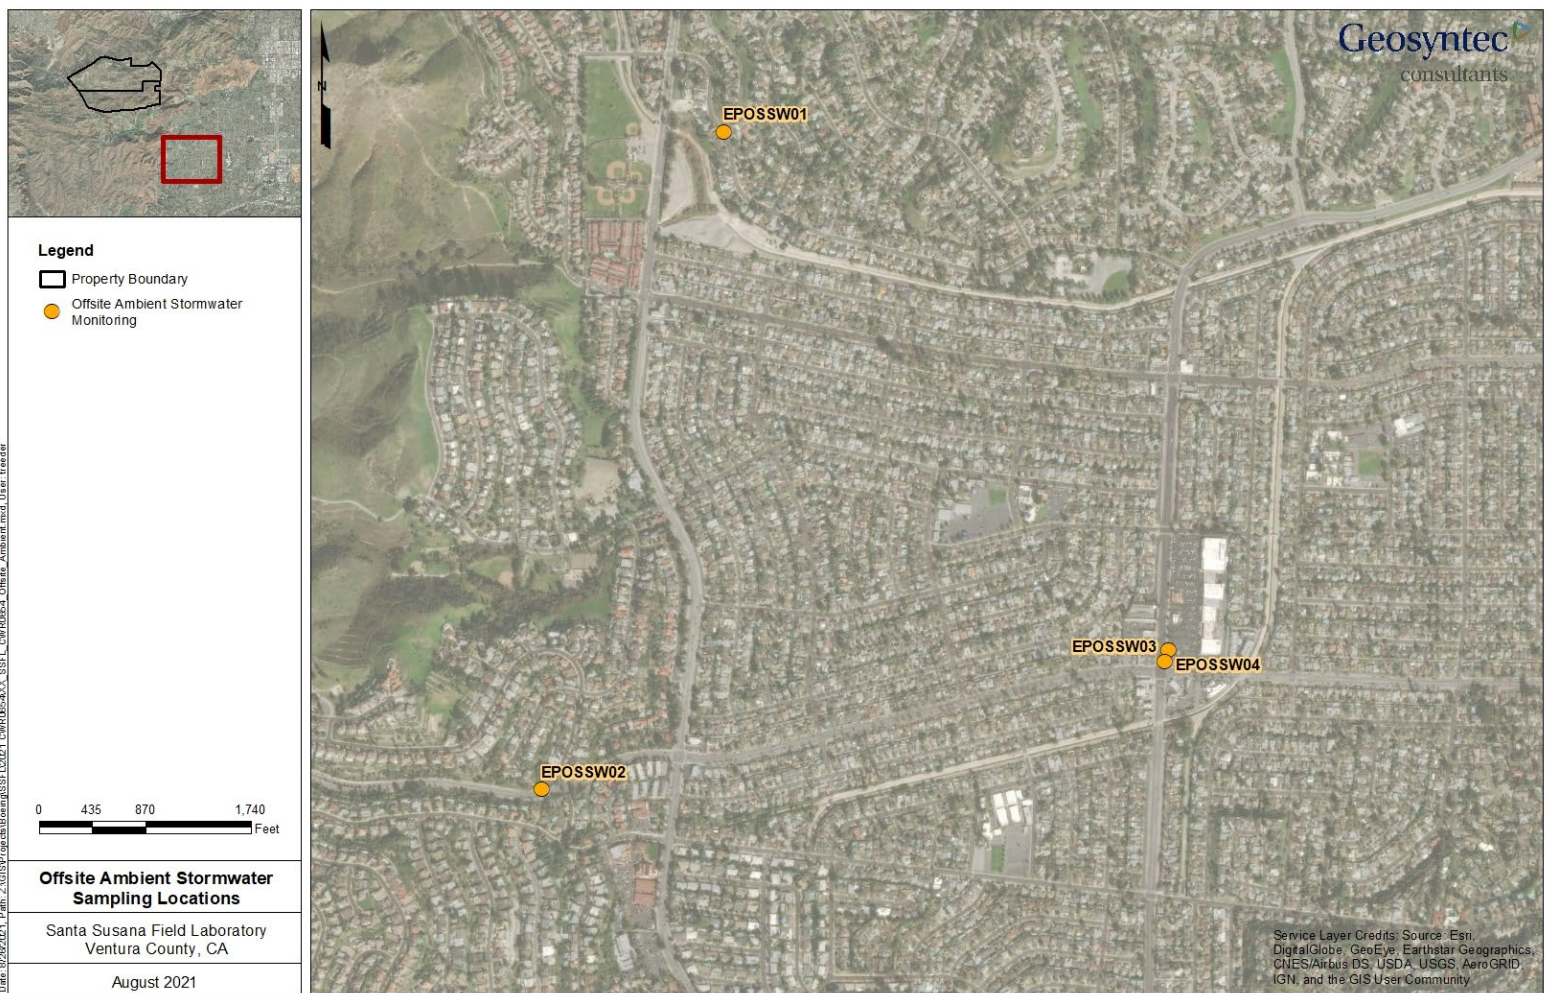 Geosyntec
consultants
N
EPOSSW01
EPOSSW03
EPOSSW04
EPOSSW02
Legend
Property Boundary
Offsite Ambient Stormwater
Monitoring
0 435 870 1,740
Feet
Offsite Ambient Stormwater
Sampling Locations
Santa Susana Field Laboratory
Ventura County, CA
August 2021
Service Layer Credits: Source: Esri,
DigitalGlobe, GeoEye, Earthstar Geographics,
CNES/Airbus DS, USDA, USGS, AeroGRID,
IGN, and the GIS User Community